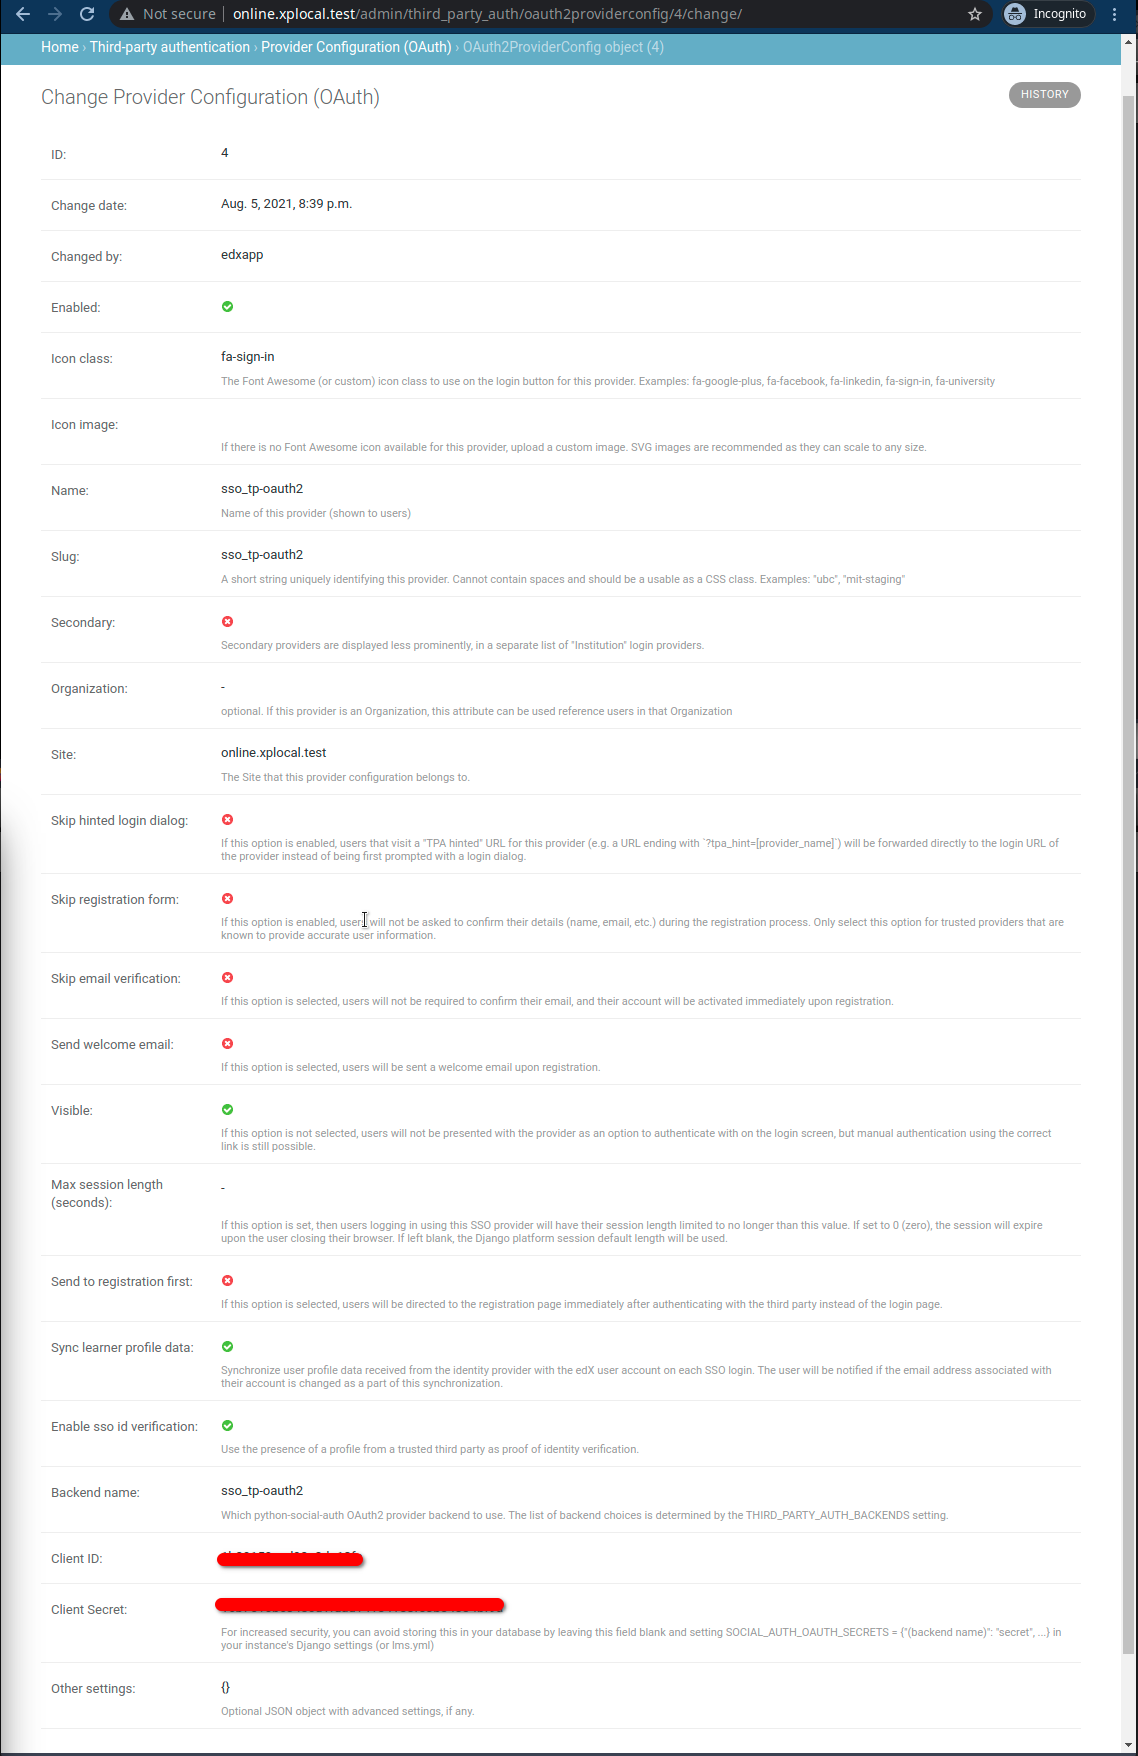 Not secure | online.xplocal.test/admin/third_party_auth/oauth2providerconfig/4/change/ Incognito
Home › Third-party authentication › Provider Configuration (OAuth) › OAuth2ProviderConfig object (4)
Change Provider Configuration (OAuth) HISTORY
ID: 4
Change date: Aug. 5, 2021, 8:39 p.m.
Changed by: edxapp
Enabled:
Icon class: fa-sign-in
The Font Awesome (or custom) icon class to use on the login button for this provider. Examples: fa-google-plus, fa-facebook, fa-linkedin, fa-sign-in, fa-university
Icon image:
If there is no Font Awesome icon available for this provider, upload a custom image. SVG images are recommended as they can scale to any size.
Name: sso_tp-oauth2
Name of this provider (shown to users)
Slug: sso_tp-oauth2
A short string uniquely identifying this provider. Cannot contain spaces and should be a usable as a CSS class. Examples: "ubc", "mit-staging"
Secondary:
Secondary providers are displayed less prominently, in a separate list of "Institution" login providers.
Organization: -
optional. If this provider is an Organization, this attribute can be used reference users in that Organization
Site: online.xplocal.test
The Site that this provider configuration belongs to.
Skip hinted login dialog:
If this option is enabled, users that visit a "TPA hinted" URL for this provider (e.g. a URL ending with `?tpa_hint=[provider_name]`) will be forwarded directly to the login URL of
the provider instead of being first prompted with a login dialog.
Skip registration form:
If this option is enabled, users will not be asked to confirm their details (name, email, etc.) during the registration process. Only select this option for trusted providers that are
known to provide accurate user information.
Skip email verification:
If this option is selected, users will not be required to confirm their email, and their account will be activated immediately upon registration.
Send welcome email:
If this option is selected, users will be sent a welcome email upon registration.
Visible:
If this option is not selected, users will not be presented with the provider as an option to authenticate with on the login screen, but manual authentication using the correct
link is still possible.
Max session length
(seconds): -
If this option is set, then users logging in using this SSO provider will have their session length limited to no longer than this value. If set to 0 (zero), the session will expire
upon the user closing their browser. If left blank, the Django platform session default length will be used.
Send to registration first:
If this option is selected, users will be directed to the registration page immediately after authenticating with the third party instead of the login page.
Sync learner profile data:
Synchronize user profile data received from the identity provider with the edX user account on each SSO login. The user will be notified if the email address associated with
their account is changed as a part of this synchronization.
Enable sso id verification:
Use the presence of a profile from a trusted third party as proof of identity verification.
Backend name: sso_tp-oauth2
Which python-social-auth OAuth2 provider backend to use. The list of backend choices is determined by the THIRD_PARTY_AUTH_BACKENDS setting.
Client ID:
Client Secret:
For increased security, you can avoid storing this in your database by leaving this field blank and setting SOCIAL_AUTH_OAUTH_SECRETS = {"(backend name)": "secret", ...} in
your instance's Django settings (or lms.yml)
Other settings: {}
Optional JSON object with advanced settings, if any.